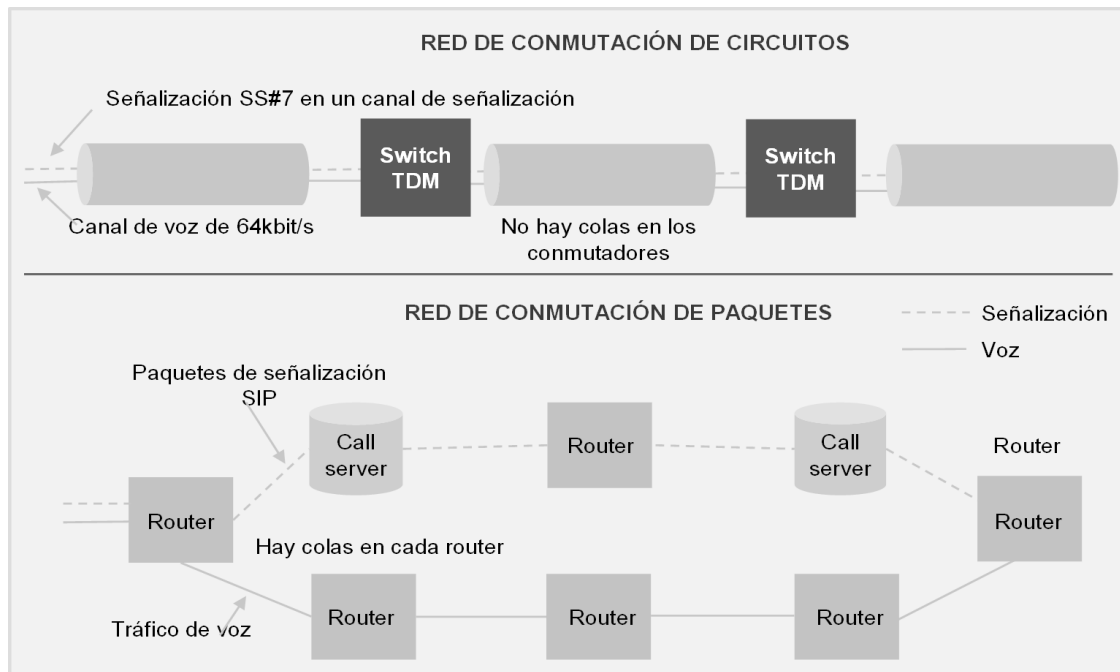 RED DE CONMUTACIÓN DE CIRCUITOS
Señalización SS#7 en un canal de señalización
Switch
TDM
Switch
TDM
Canal de voz de 64kbit/s
No hay colas en los
conmutadores
RED DE CONMUTACIÓN DE PAQUETES
Señalización
Voz
Paquetes de señalización
SIP
Call
server
Router
Call
server
Router
Router
Router
Hay colas en cada router
Router
Router
Router
Tráfico de voz